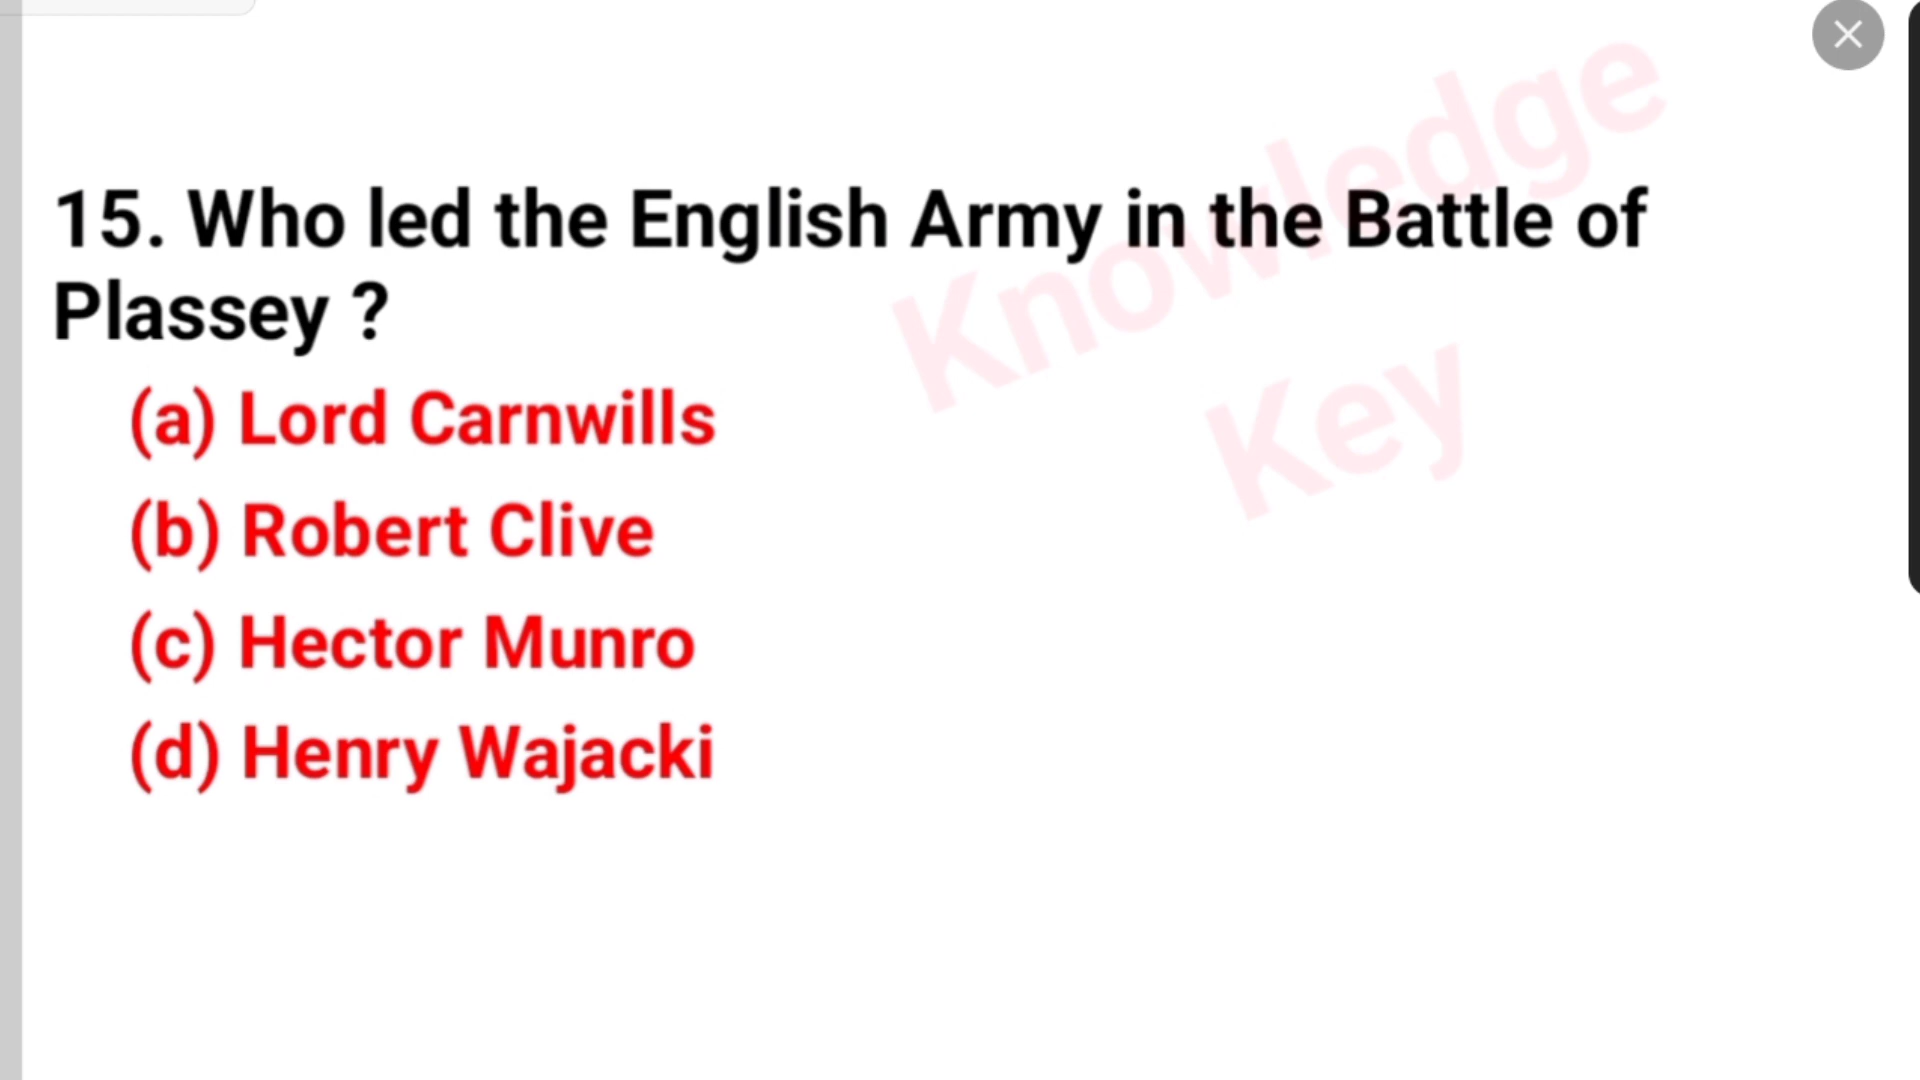 Knowledge
Key
15. Who led the English Army in the Battle of
Plassey ?
(a) Lord Carnwills
(b) Robert Clive
(c) Hector Munro
(d) Henry Wajacki